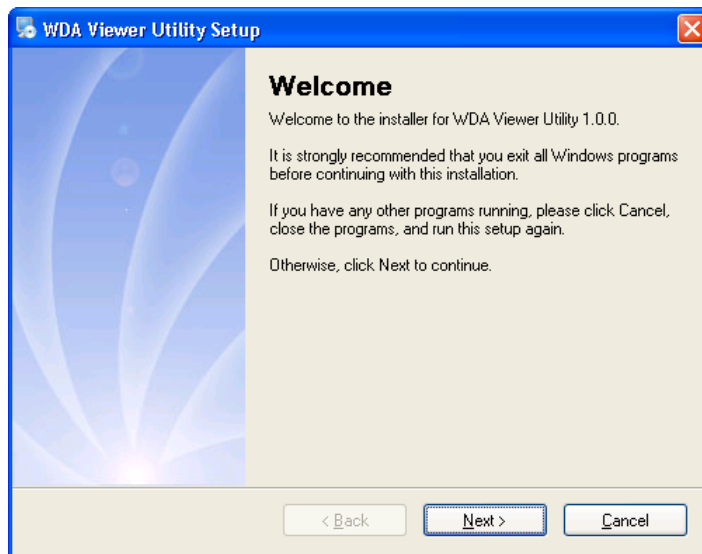 WDA Viewer Utility Setup
Welcome
Welcome to the installer for WDA Viewer Utility 1.0.0.
It is strongly recommended that you exit all Windows programs
before continuing with this installation.
If you have any other programs running, please click Cancel,
close the programs, and run this setup again.
Otherwise, click Next to continue.
< Back
Next >
Cancel